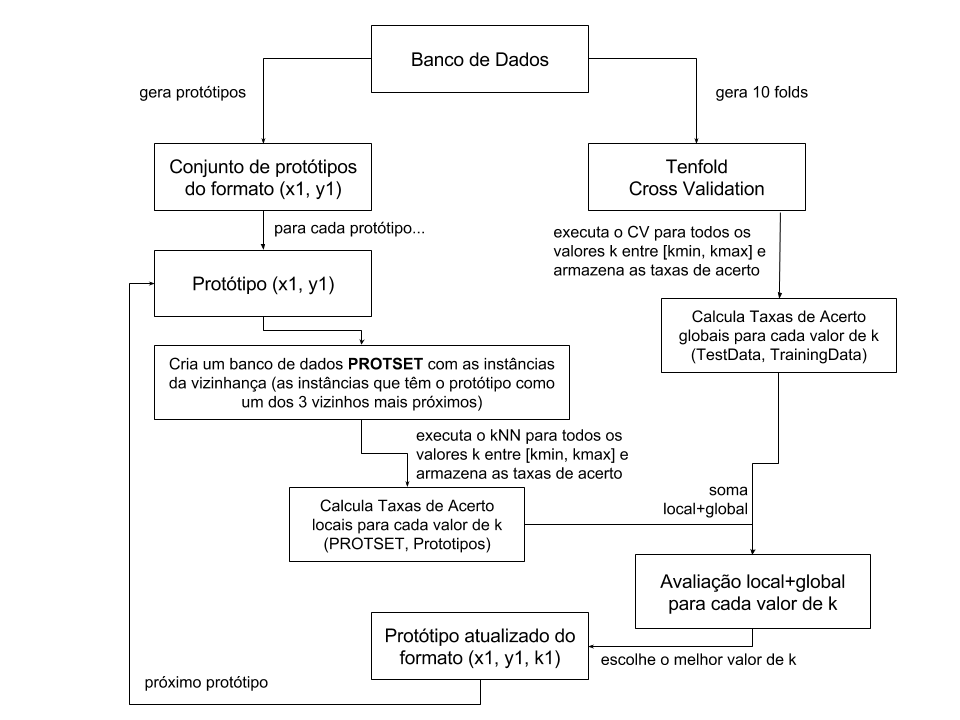 Banco de Dados
gera protótipos
gera 10 folds
Conjunto de protótipos
do formato (x1, y1)
Tenfold
Cross Validation
para cada protótipo...
executa o CV para todos os
valores k entre [kmin, kmax] e
armazena as taxas de acerto
Protótipo (x1, y1)
Calcula Taxas de Acerto
globais para cada valor de k
(TestData, TrainingData)
Cria um banco de dados PROTSET com as instâncias
da vizinhança (as instâncias que têm o protótipo como
um dos 3 vizinhos mais próximos)
executa o kNN para todos os
valores k entre [kmin, kmax] e
armazena as taxas de acerto
Calcula Taxas de Acerto
locais para cada valor de k
(PROTSET, Prototipos)
soma
local+global
Avaliação local+global
para cada valor de k
Protótipo atualizado do
formato (x1, y1, k1)
escolhe o melhor valor de k
próximo protótipo